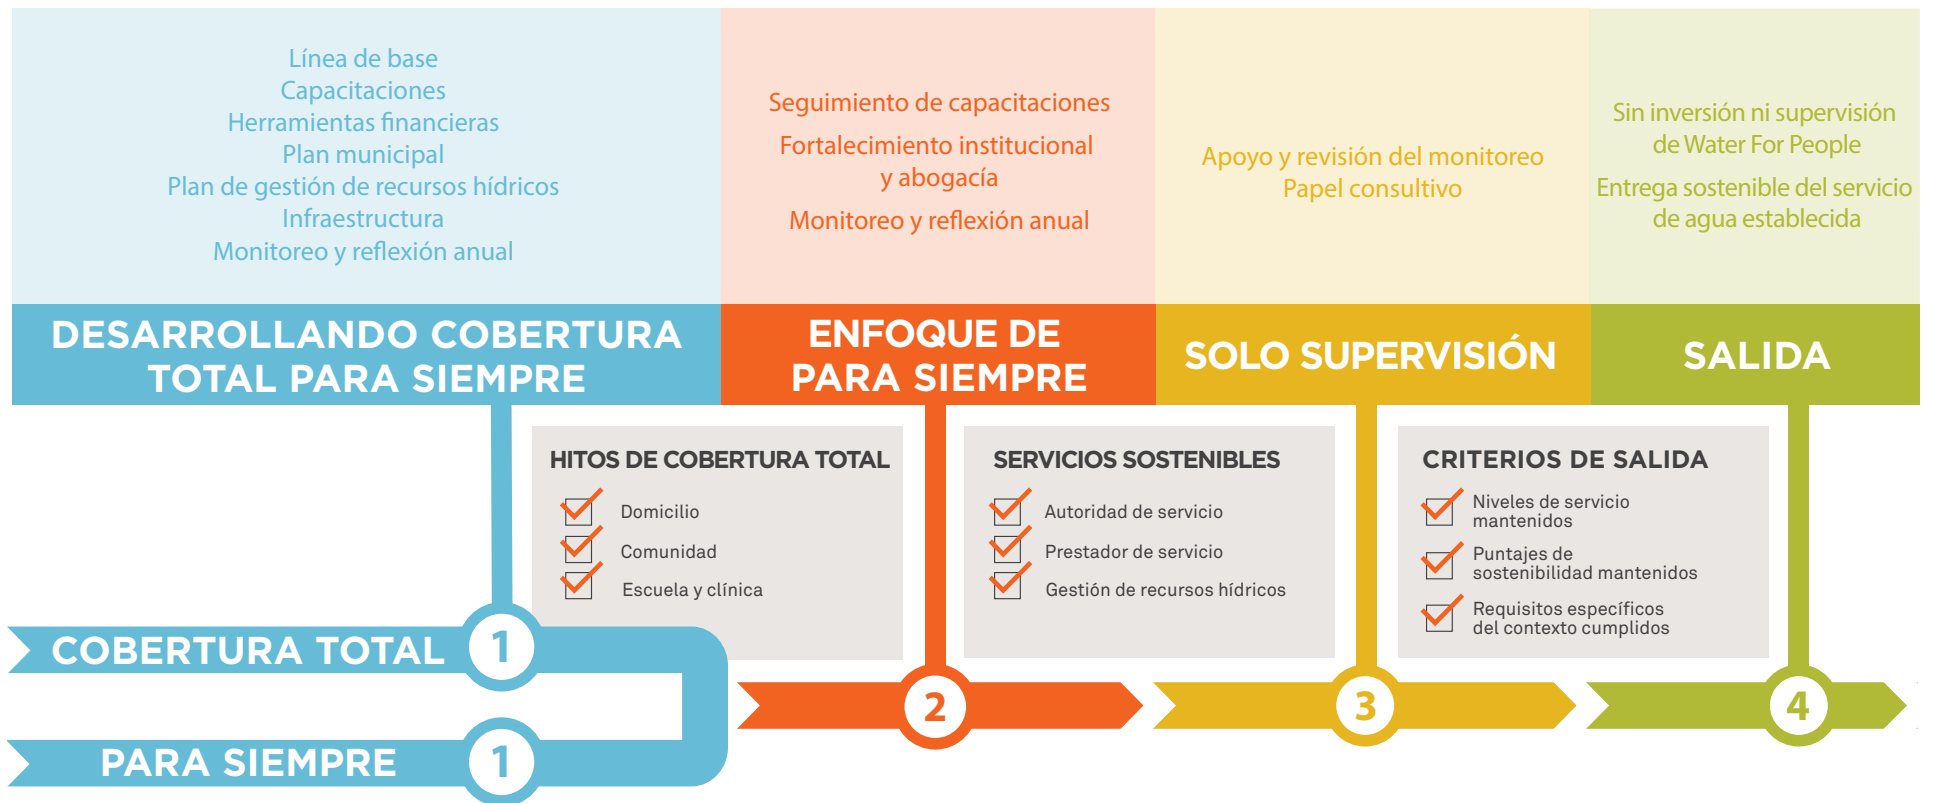 Línea de base
Capacitaciones
Herramientas financieras
Plan municipal
Plan de gestión de recursos hídricos
Infraestructura
Monitoreo y reflexión anual
Seguimiento de capacitaciones
Fortalecimiento institucional
y abogacía
Monitoreo y reflexión anual
Apoyo y revisión del monitoreo
Papel consultivo
Sin inversión ni supervisión
de Water For People
Entrega sostenible del servicio
de agua establecida
DESARROLLANDO COBERTURA
TOTAL PARA SIEMPRE
ENFOQUE DE
PARA SIEMPRE
SOLO SUPERVISIÓN
SALIDA
HITOS DE COBERTURA TOTAL
Domicilio
Comunidad
Escuela y clínica
SERVICIOS SOSTENIBLES
Autoridad de servicio
Prestador de servicio
Gestión de recursos hídricos
CRITERIOS DE SALIDA
Niveles de servicio
mantenidos
Puntajes de
sostenibilidad mantenidos
Requisitos específicos
del contexto cumplidos
COBERTURA TOTAL 1
2
3
4
PARA SIEMPRE 1